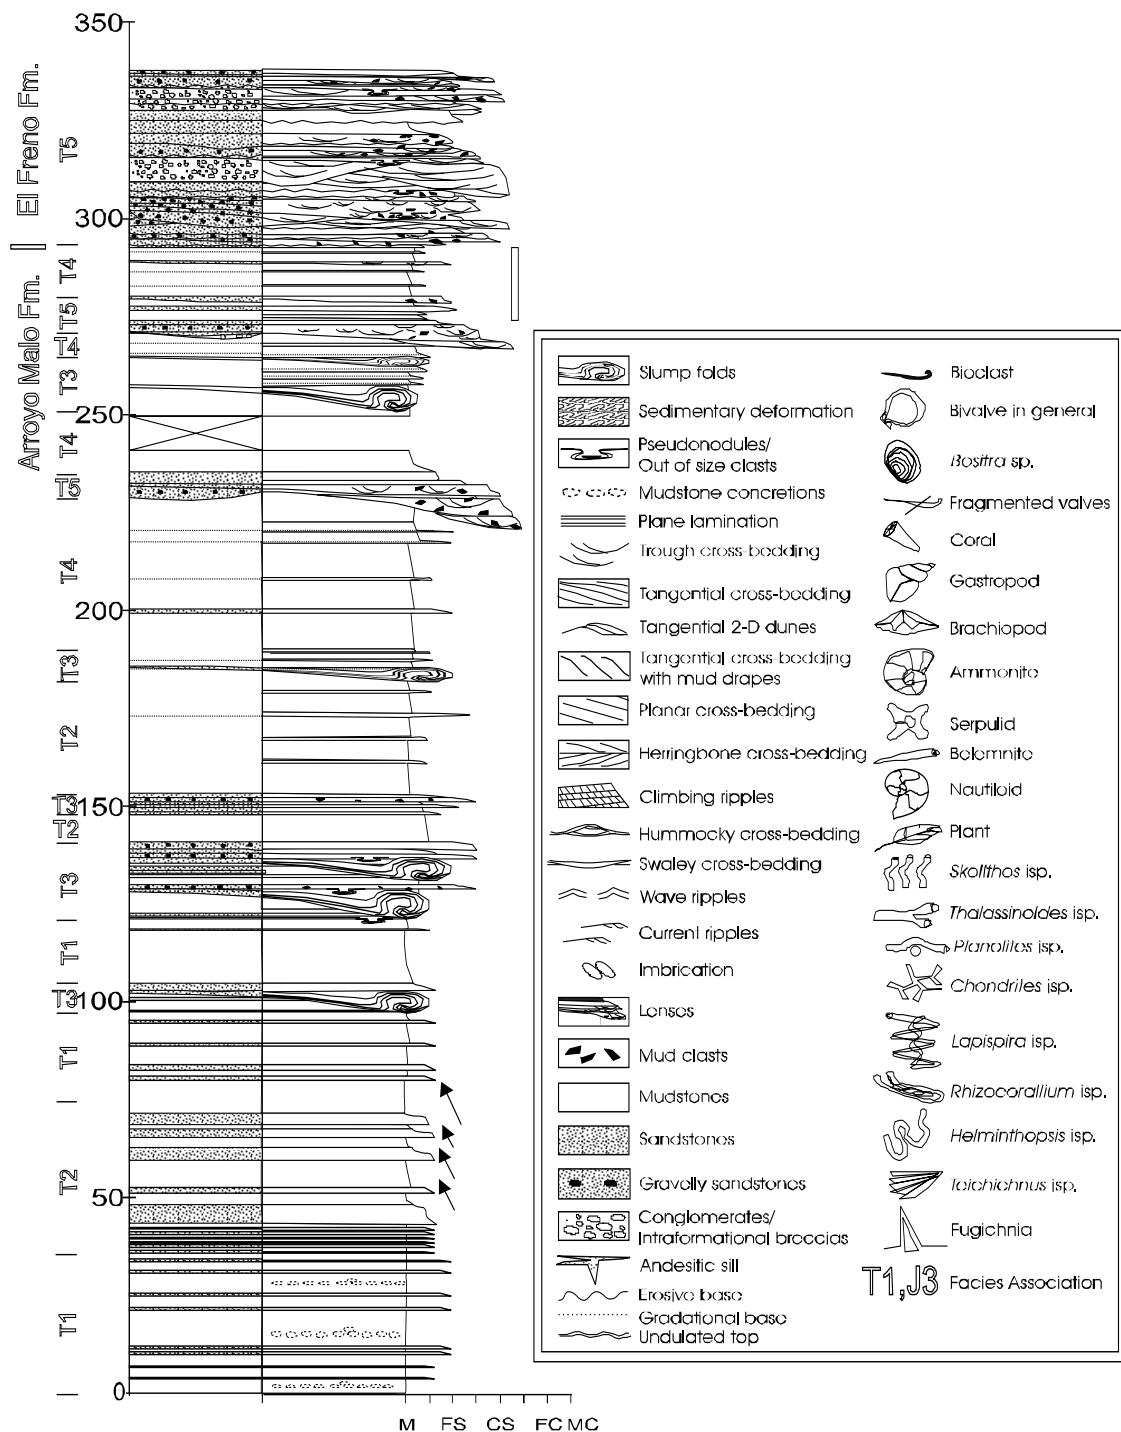 350
El Freno Fm.
T5
300
Arroyo Malo Fm.
T4
T5
T4
T3
250
T4
T5
T4
200
T3
T2
T3
150
T2
T3
T1
T3
100
T1
T2
50
T1
0
M FS CS FC MC
Slump folds
Sedimentary deformation
Pseudonodules/
Out of size clasts
Mudstone concretions
Plane lamination
Trough cross-bedding
Tangential cross-bedding
Tangential 2-D dunes
Tangential cross-bedding
with mud drapes
Planar cross-bedding
Herringbone cross-bedding
Climbing ripples
Hummocky cross-bedding
Swaley cross-bedding
Wave ripples
Current ripples
Imbrication
Lenses
Mud clasts
Mudstones
Sandstones
Gravelly sandstones
Conglomerates/
Intraformational breccias
Andesitic sill
Erosive base
Gradational base
Undulated top
Bioclast
Bivalve in general
Bositra sp.
Fragmented valves
Coral
Gastropod
Brachiopod
Ammonite
Serpulid
Belemnite
Nautiloid
Plant
Skolithos isp.
Thalassinoides isp.
Planolites isp.
Chondrites isp.
Lapispira isp.
Rhizocorallium isp.
Helminthopsis isp.
Teichichnus isp.
Fugichnia
T1,J3 Facies Association